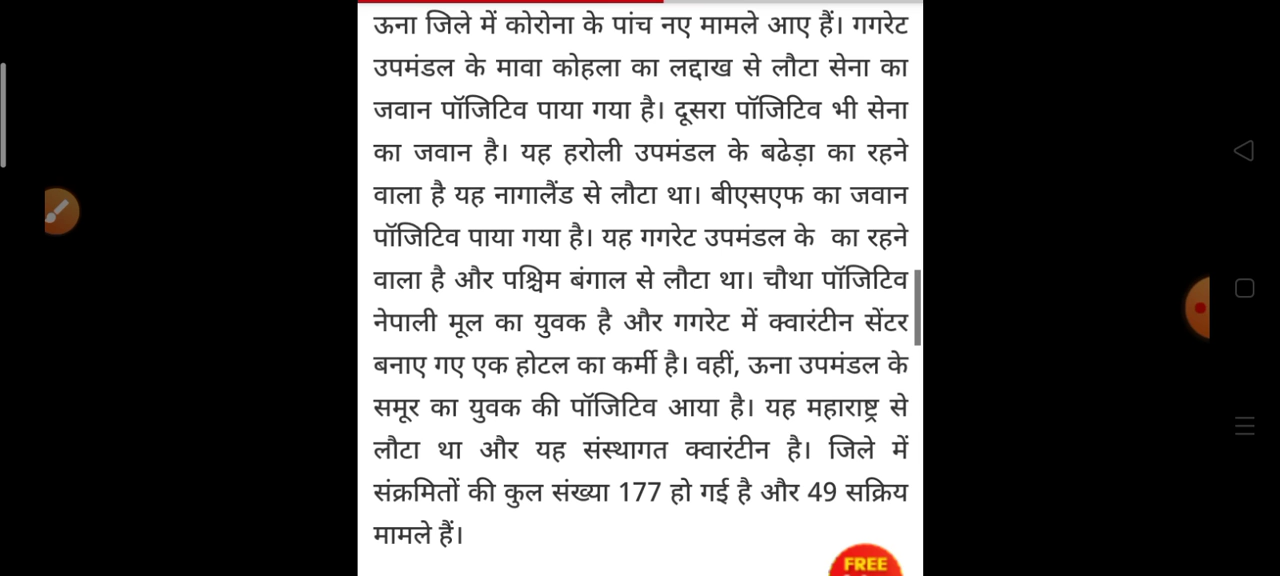 ऊना जिले में कोरोना के पांच नए मामले आए हैं। गगरेट
उपमंडल के मावा कोहला का लद्दाख से लौटा सेना का
जवान पॉजिटिव पाया गया है। दूसरा पॉजिटिव भी सेना
का जवान है। यह हरोली उपमंडल के बढेड़ा का रहने
वाला है यह नागालैंड से लौटा था। बीएसएफ का जवान
पॉजिटिव पाया गया है। यह गगरेट उपमंडल के  का रहने
वाला है और पश्चिम बंगाल से लौटा था। चौथा पॉजिटिव
नेपाली मूल का युवक है और गगरेट में क्वारंटीन सेंटर
बनाए गए एक होटल का कर्मी है। वहीं, ऊना उपमंडल के
समूर का युवक की पॉजिटिव आया है। यह महाराष्ट्र से
लौटा था और यह संस्थागत क्वारंटीन है। जिले में
संक्रमितों की कुल संख्या 177 हो गई है और 49 सक्रिय
मामले हैं।
FREE